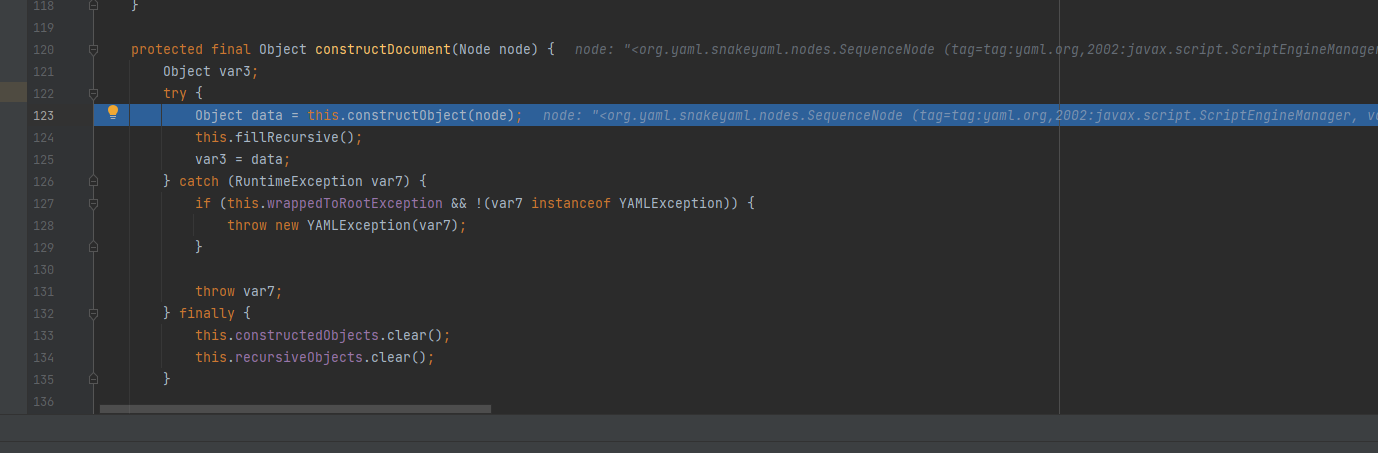 118 }
119
120 protected final Object constructDocument(Node node) { node: "<org.yaml.snakeyaml.nodes.SequenceNode (tag=tag:yaml.org,2002:javax.script.ScriptEngineManager
121 Object var3;
122 try {
123 Object data = this.constructObject(node); node: "<org.yaml.snakeyaml.nodes.SequenceNode (tag=tag:yaml.org,2002:javax.script.ScriptEngineManager, va
124 this.fillRecursive();
125 var3 = data;
126 } catch (RuntimeException var7) {
127 if (this.wrappedToRootException && !(var7 instanceof YAMLException)) {
128 throw new YAMLException(var7);
129 }
130
131 throw var7;
132 } finally {
133 this.constructedObjects.clear();
134 this.recursiveObjects.clear();
135 }
136